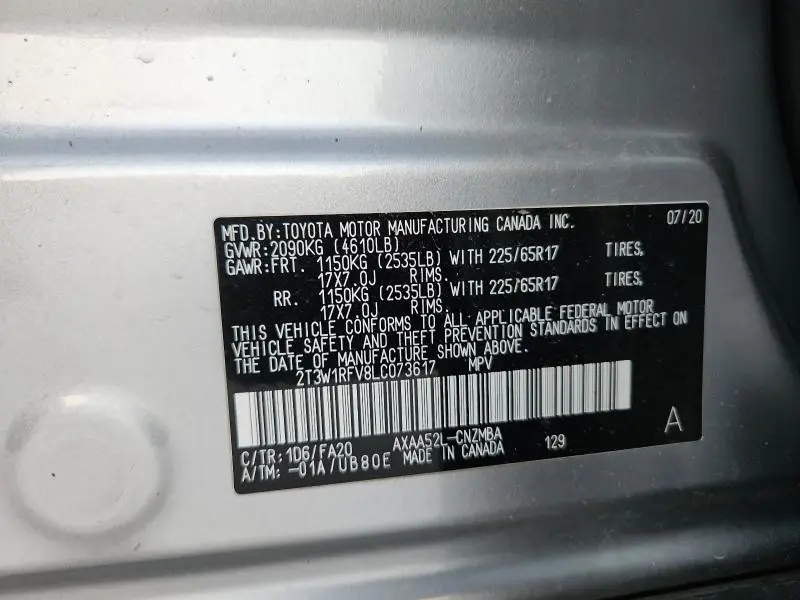 MFD.BY:TOYOTA MOTOR MANUFACTURING CANADA INC. 07/20
GVWR:2090KG (4610LB)
GAWR:FRT. 1150KG (2535LB) WITH 225/65R17 TIRES,
17X7.0J RIMS.
RR. 1150KG (2535LB) WITH 225/65R17 TIRES,
17X7.0J RIMS.
THIS VEHICLE CONFORMS TO ALL APPLICABLE FEDERAL MOTOR
VEHICLE SAFETY AND THEFT PREVENTION STANDARDS IN EFFECT ON
THE DATE OF MANUFACTURE SHOWN ABOVE.
2T3W1RFV8LC073617 MPV
A
C/TR:1D6/FA20 AXAA52L-CNZMBA 129
A/TM:-01A/UB80E MADE IN CANADA